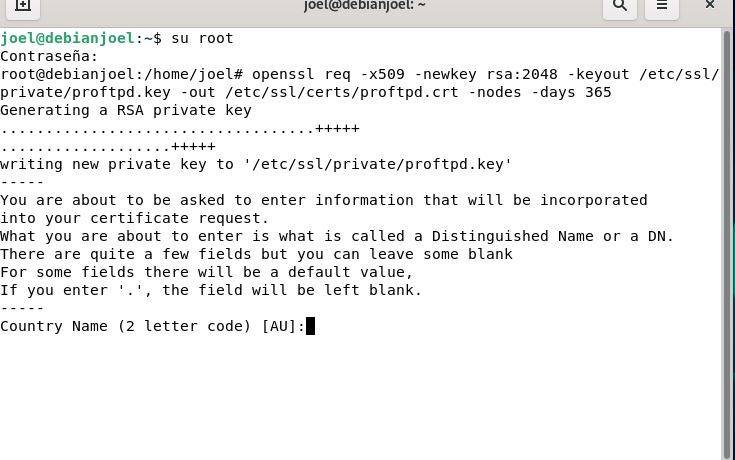 joel@debianjoel: ~
joel@debianjoel:~$ su root
Contraseña:
root@debianjoel:/home/joel# openssl req -x509 -newkey rsa:2048 -keyout /etc/ssl/
private/proftpd.key -out /etc/ssl/certs/proftpd.crt -nodes -days 365
Generating a RSA private key
...................................+++++
...................+++++
writing new private key to '/etc/ssl/private/proftpd.key'
-----
You are about to be asked to enter information that will be incorporated
into your certificate request.
What you are about to enter is what is called a Distinguished Name or a DN.
There are quite a few fields but you can leave some blank
For some fields there will be a default value,
If you enter '.', the field will be left blank.
-----
Country Name (2 letter code) [AU]: